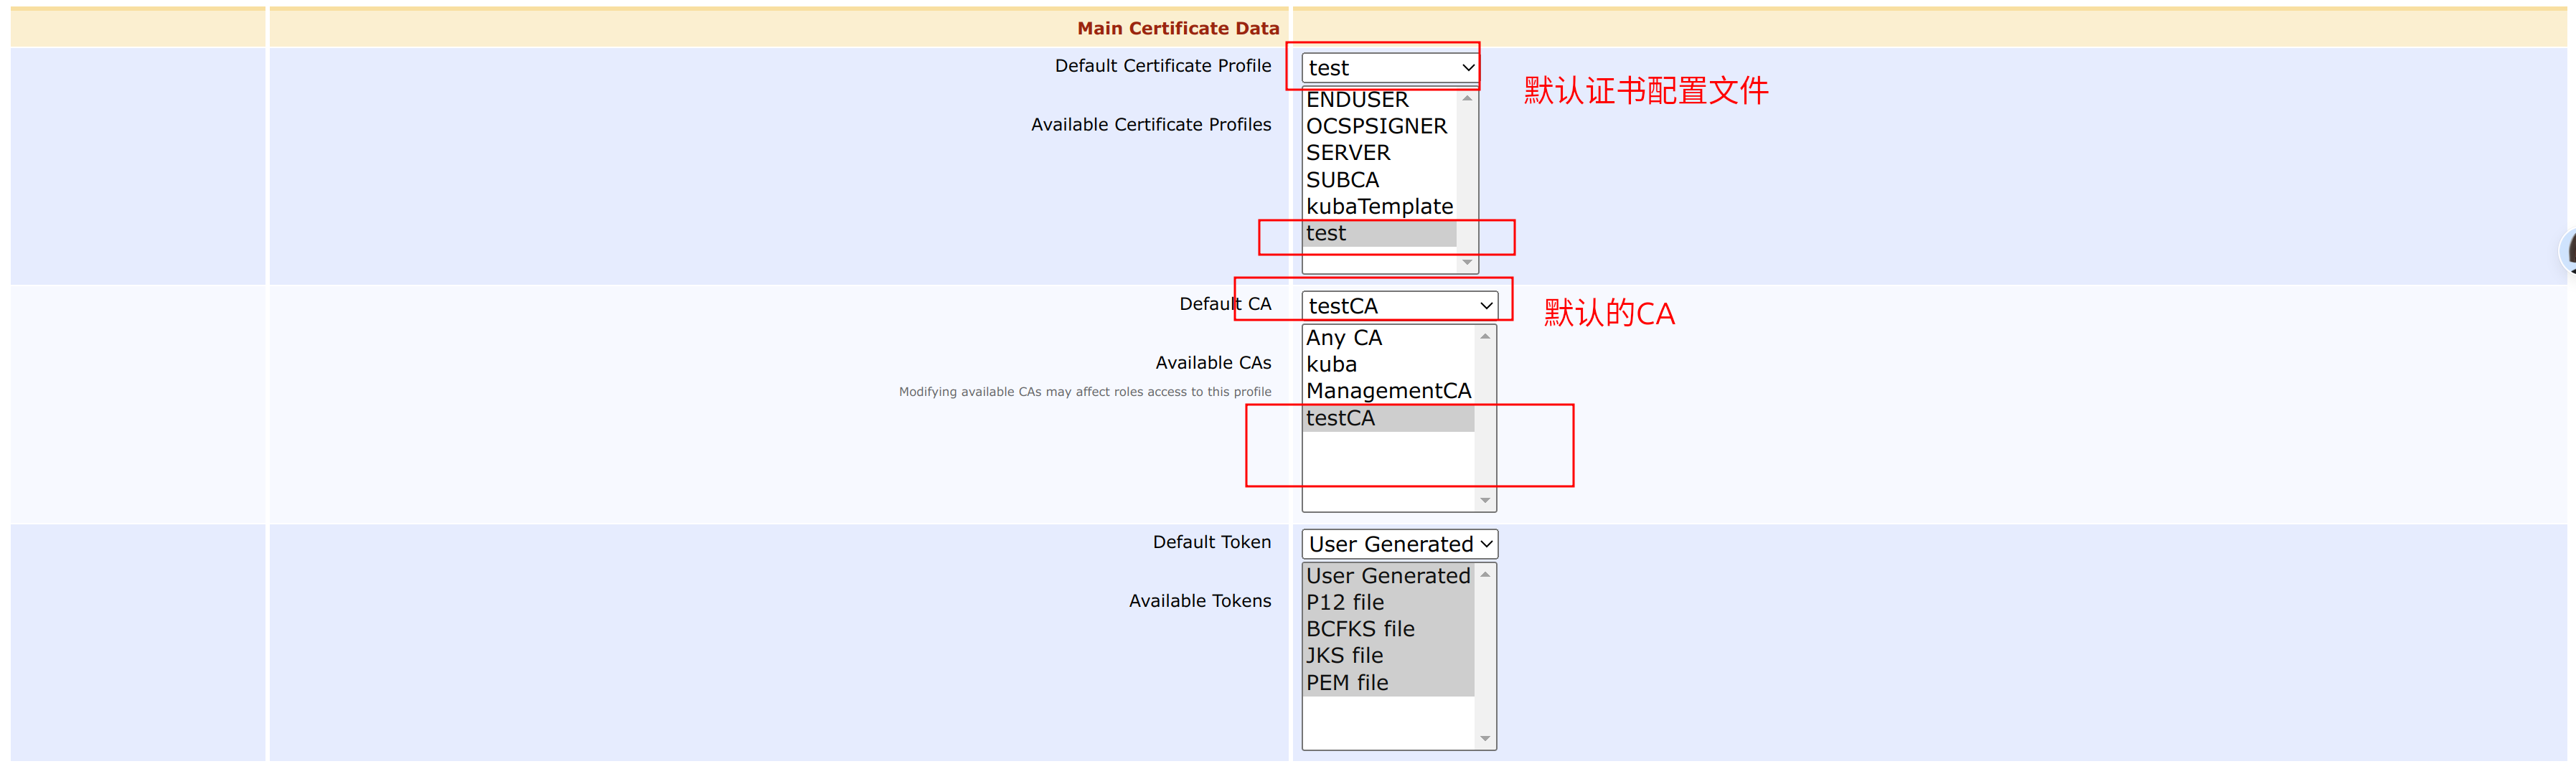 Main Certificate Data
Default Certificate Profile
test
默认证书配置文件
Available Certificate Profiles
ENDUSER
OCSPSIGNER
SERVER
SUBCA
kubaTemplate
test
Default CA
testCA
默认的CA
Available CAs
Modifying available CAs may affect roles access to this profile
Any CA
kuba
ManagementCA
testCA
Default Token
User Generated
Available Tokens
User Generated
P12 file
BCFKS file
JKS file
PEM file